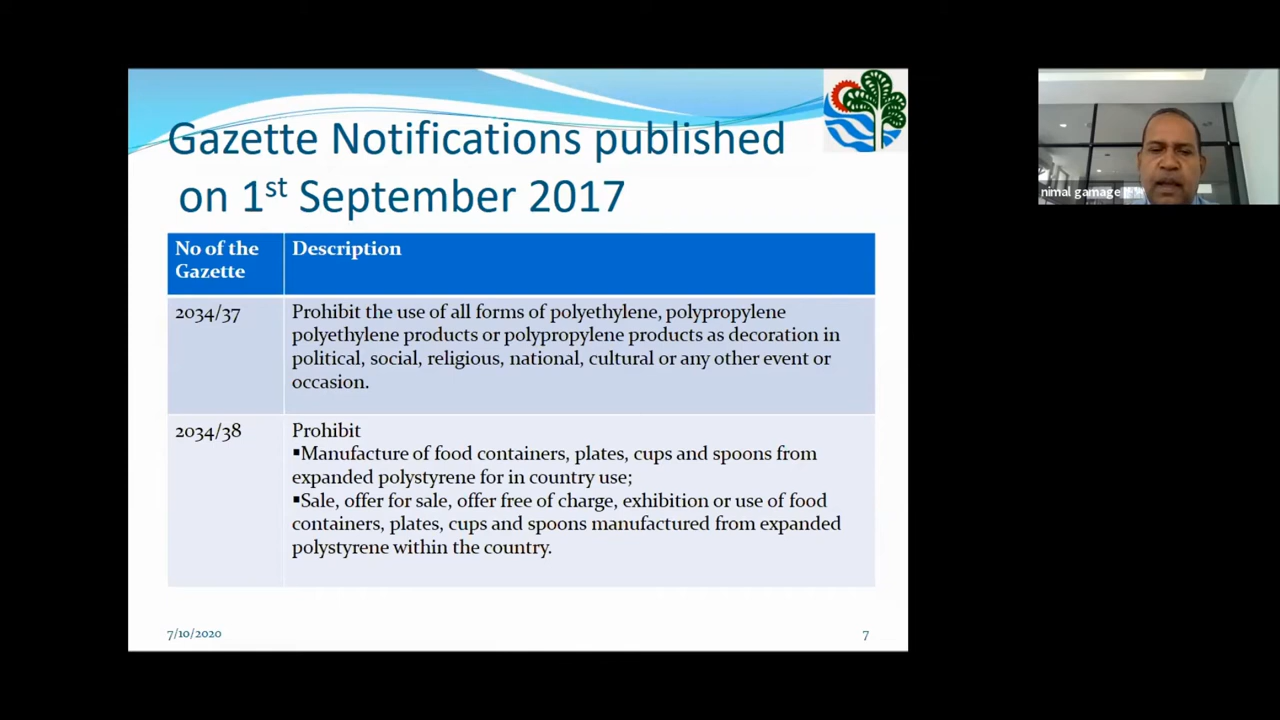 Gazette Notifications published
on 1st September 2017
No of the
Gazette
Description
2034/37
Prohibit the use of all forms of polyethylene, polypropylene
polyethylene products or polypropylene products as decoration in
political, social, religious, national, cultural or any other event or
occasion.
2034/38
Prohibit
▪Manufacture of food containers, plates, cups and spoons from
expanded polystyrene for in country use;
▪Sale, offer for sale, offer free of charge, exhibition or use of food
containers, plates, cups and spoons manufactured from expanded
polystyrene within the country.
7/10/2020
7
nimal gamage